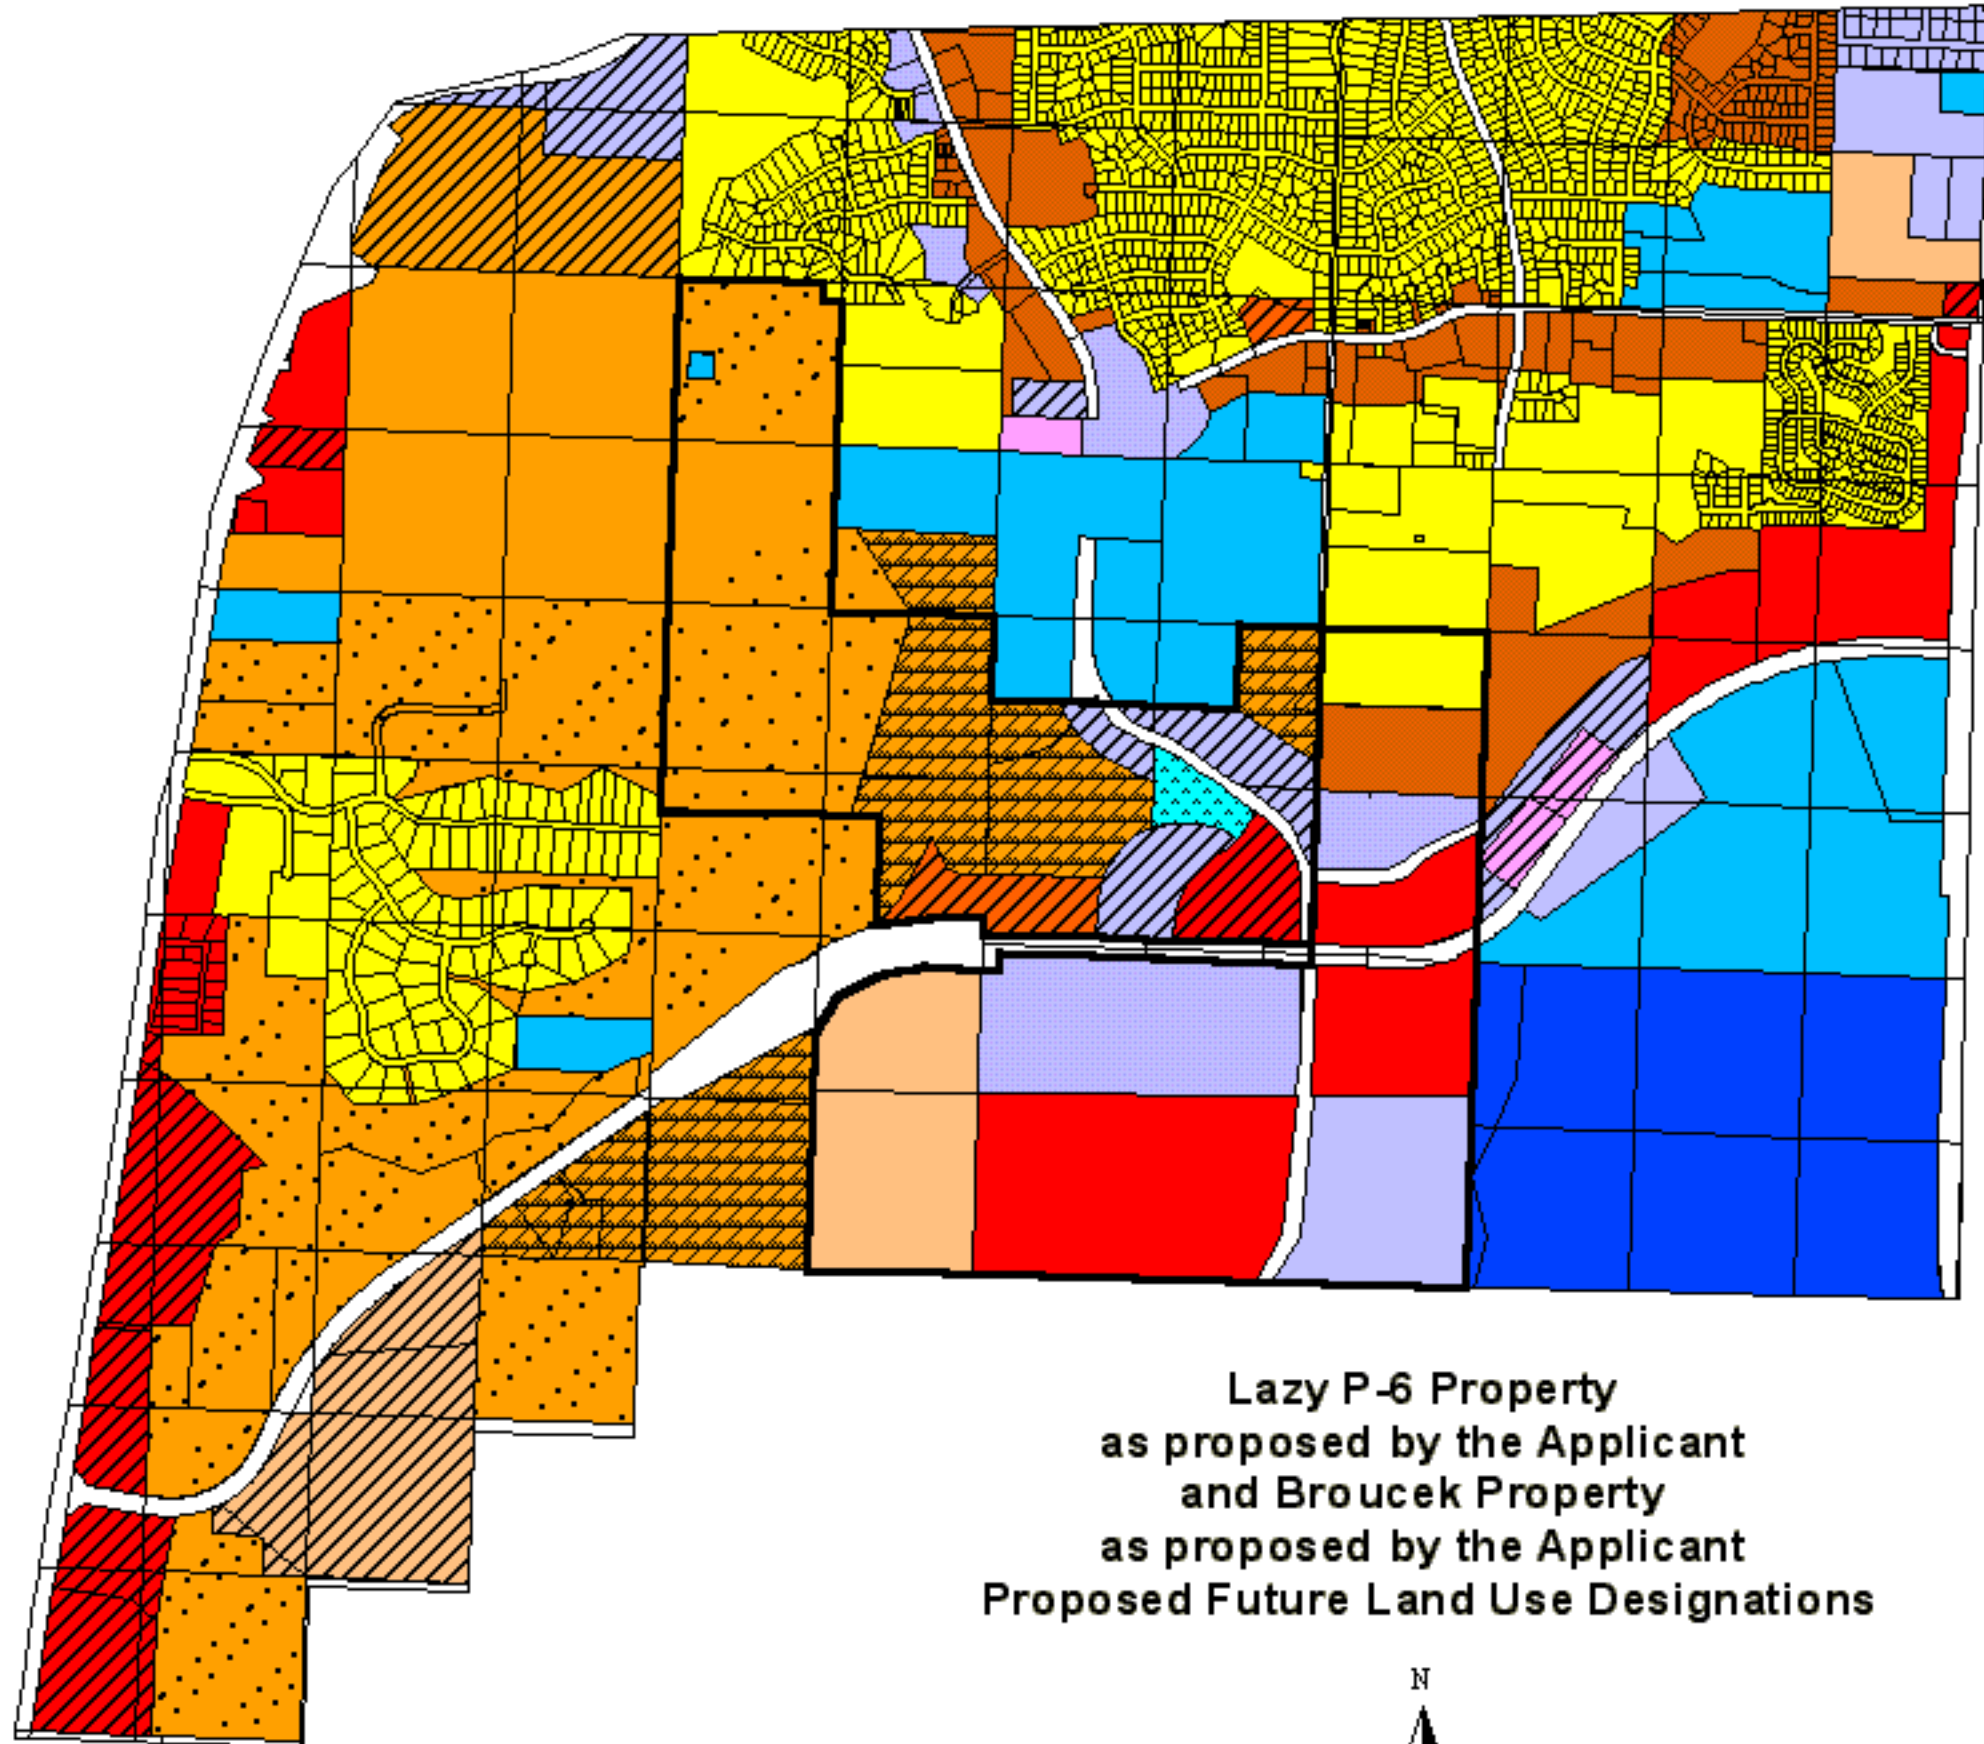 Lazy P-6 Property
as proposed by the Applicant
and Broucek Property
as proposed by the Applicant
Proposed Future Land Use Designations
N